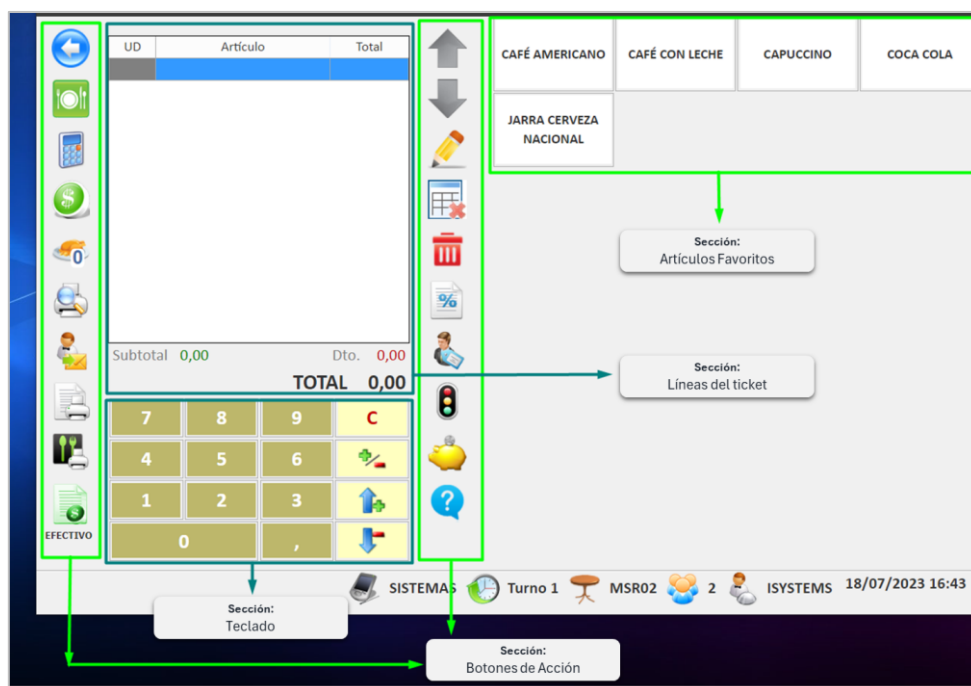 UD Artículo Total
CAFÉ AMERICANO
CAFÉ CON LECHE
CAPUCCINO
COCA COLA
JARRA CERVEZA
NACIONAL
0
%
Sección:
Artículos Favoritos
Subtotal 0,00 Dto. 0,00
TOTAL 0,00
Sección:
Líneas del ticket
7 8 9 C
4 5 6
1 2 3
0 ,
?
EFECTIVO
SISTEMAS Turno 1 MSR02 2 ISYSTEMS 18/07/2023 16:43
Sección:
Teclado
Sección:
Botones de Acción